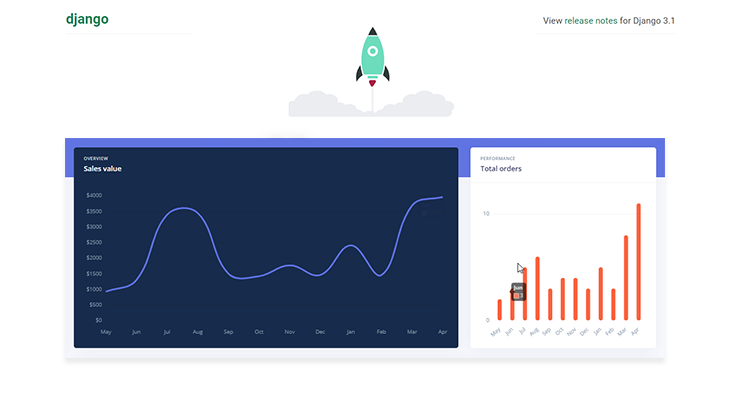 django
View release notes for Django 3.1
OVERVIEW
Sales value
$4000
$3500
$3000
$2500
$2000
$1500
$1000
$500
$0
May Jun Jul Aug Sep Oct Nov Dec Jan Feb Mar Apr
PERFORMANCE
Total orders
10
0
Jun
3
May Jun Jul Aug Sep Oct Nov Dec Jan Feb Mar Apr